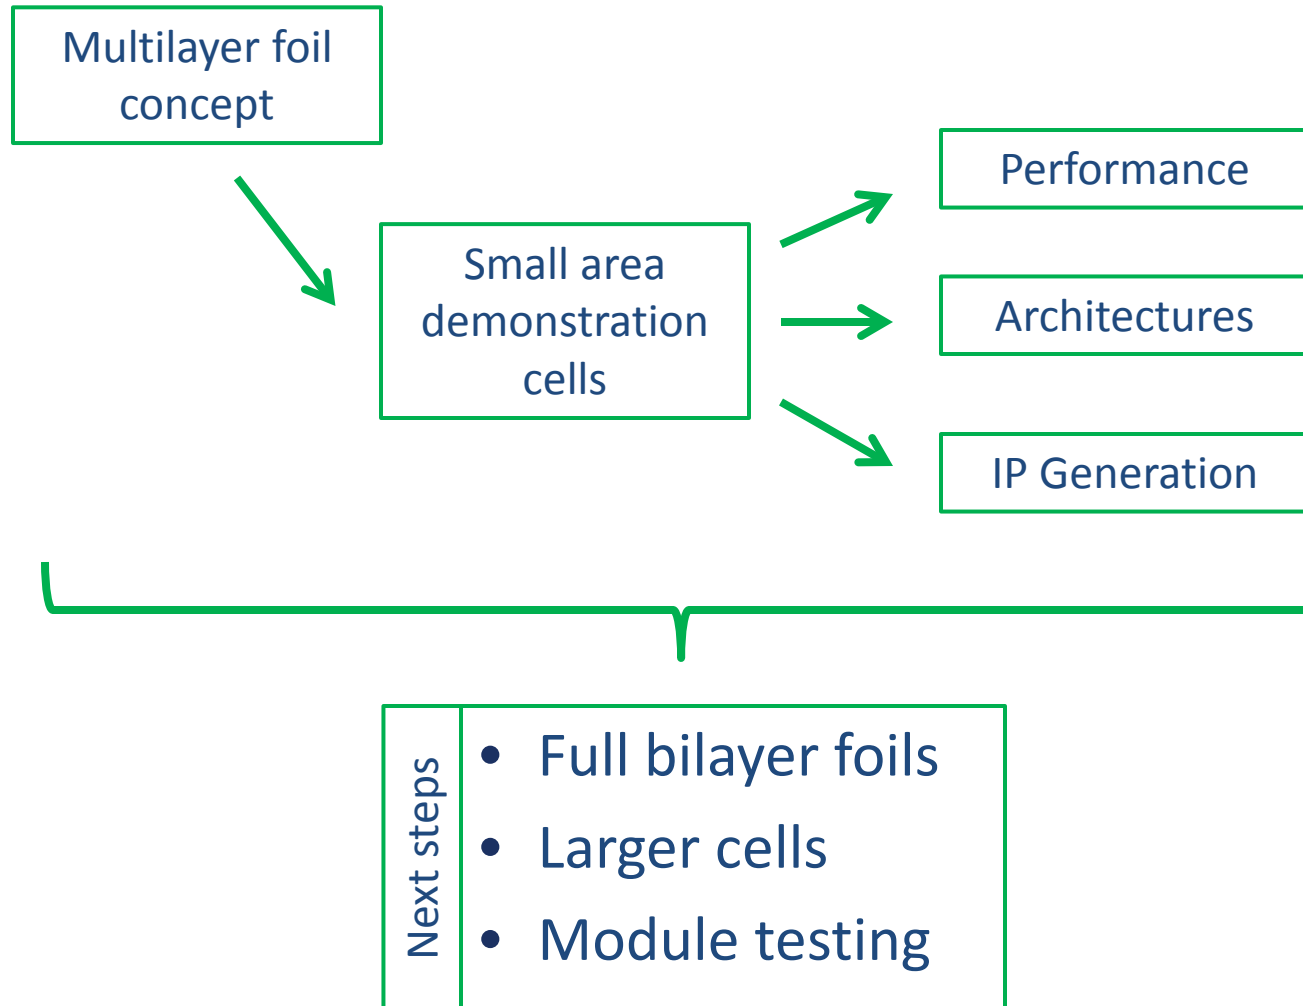 Multilayer foil
concept
Small area
demonstration
cells
Performance
Architectures
IP Generation
Next steps
• Full bilayer foils
• Larger cells
• Module testing